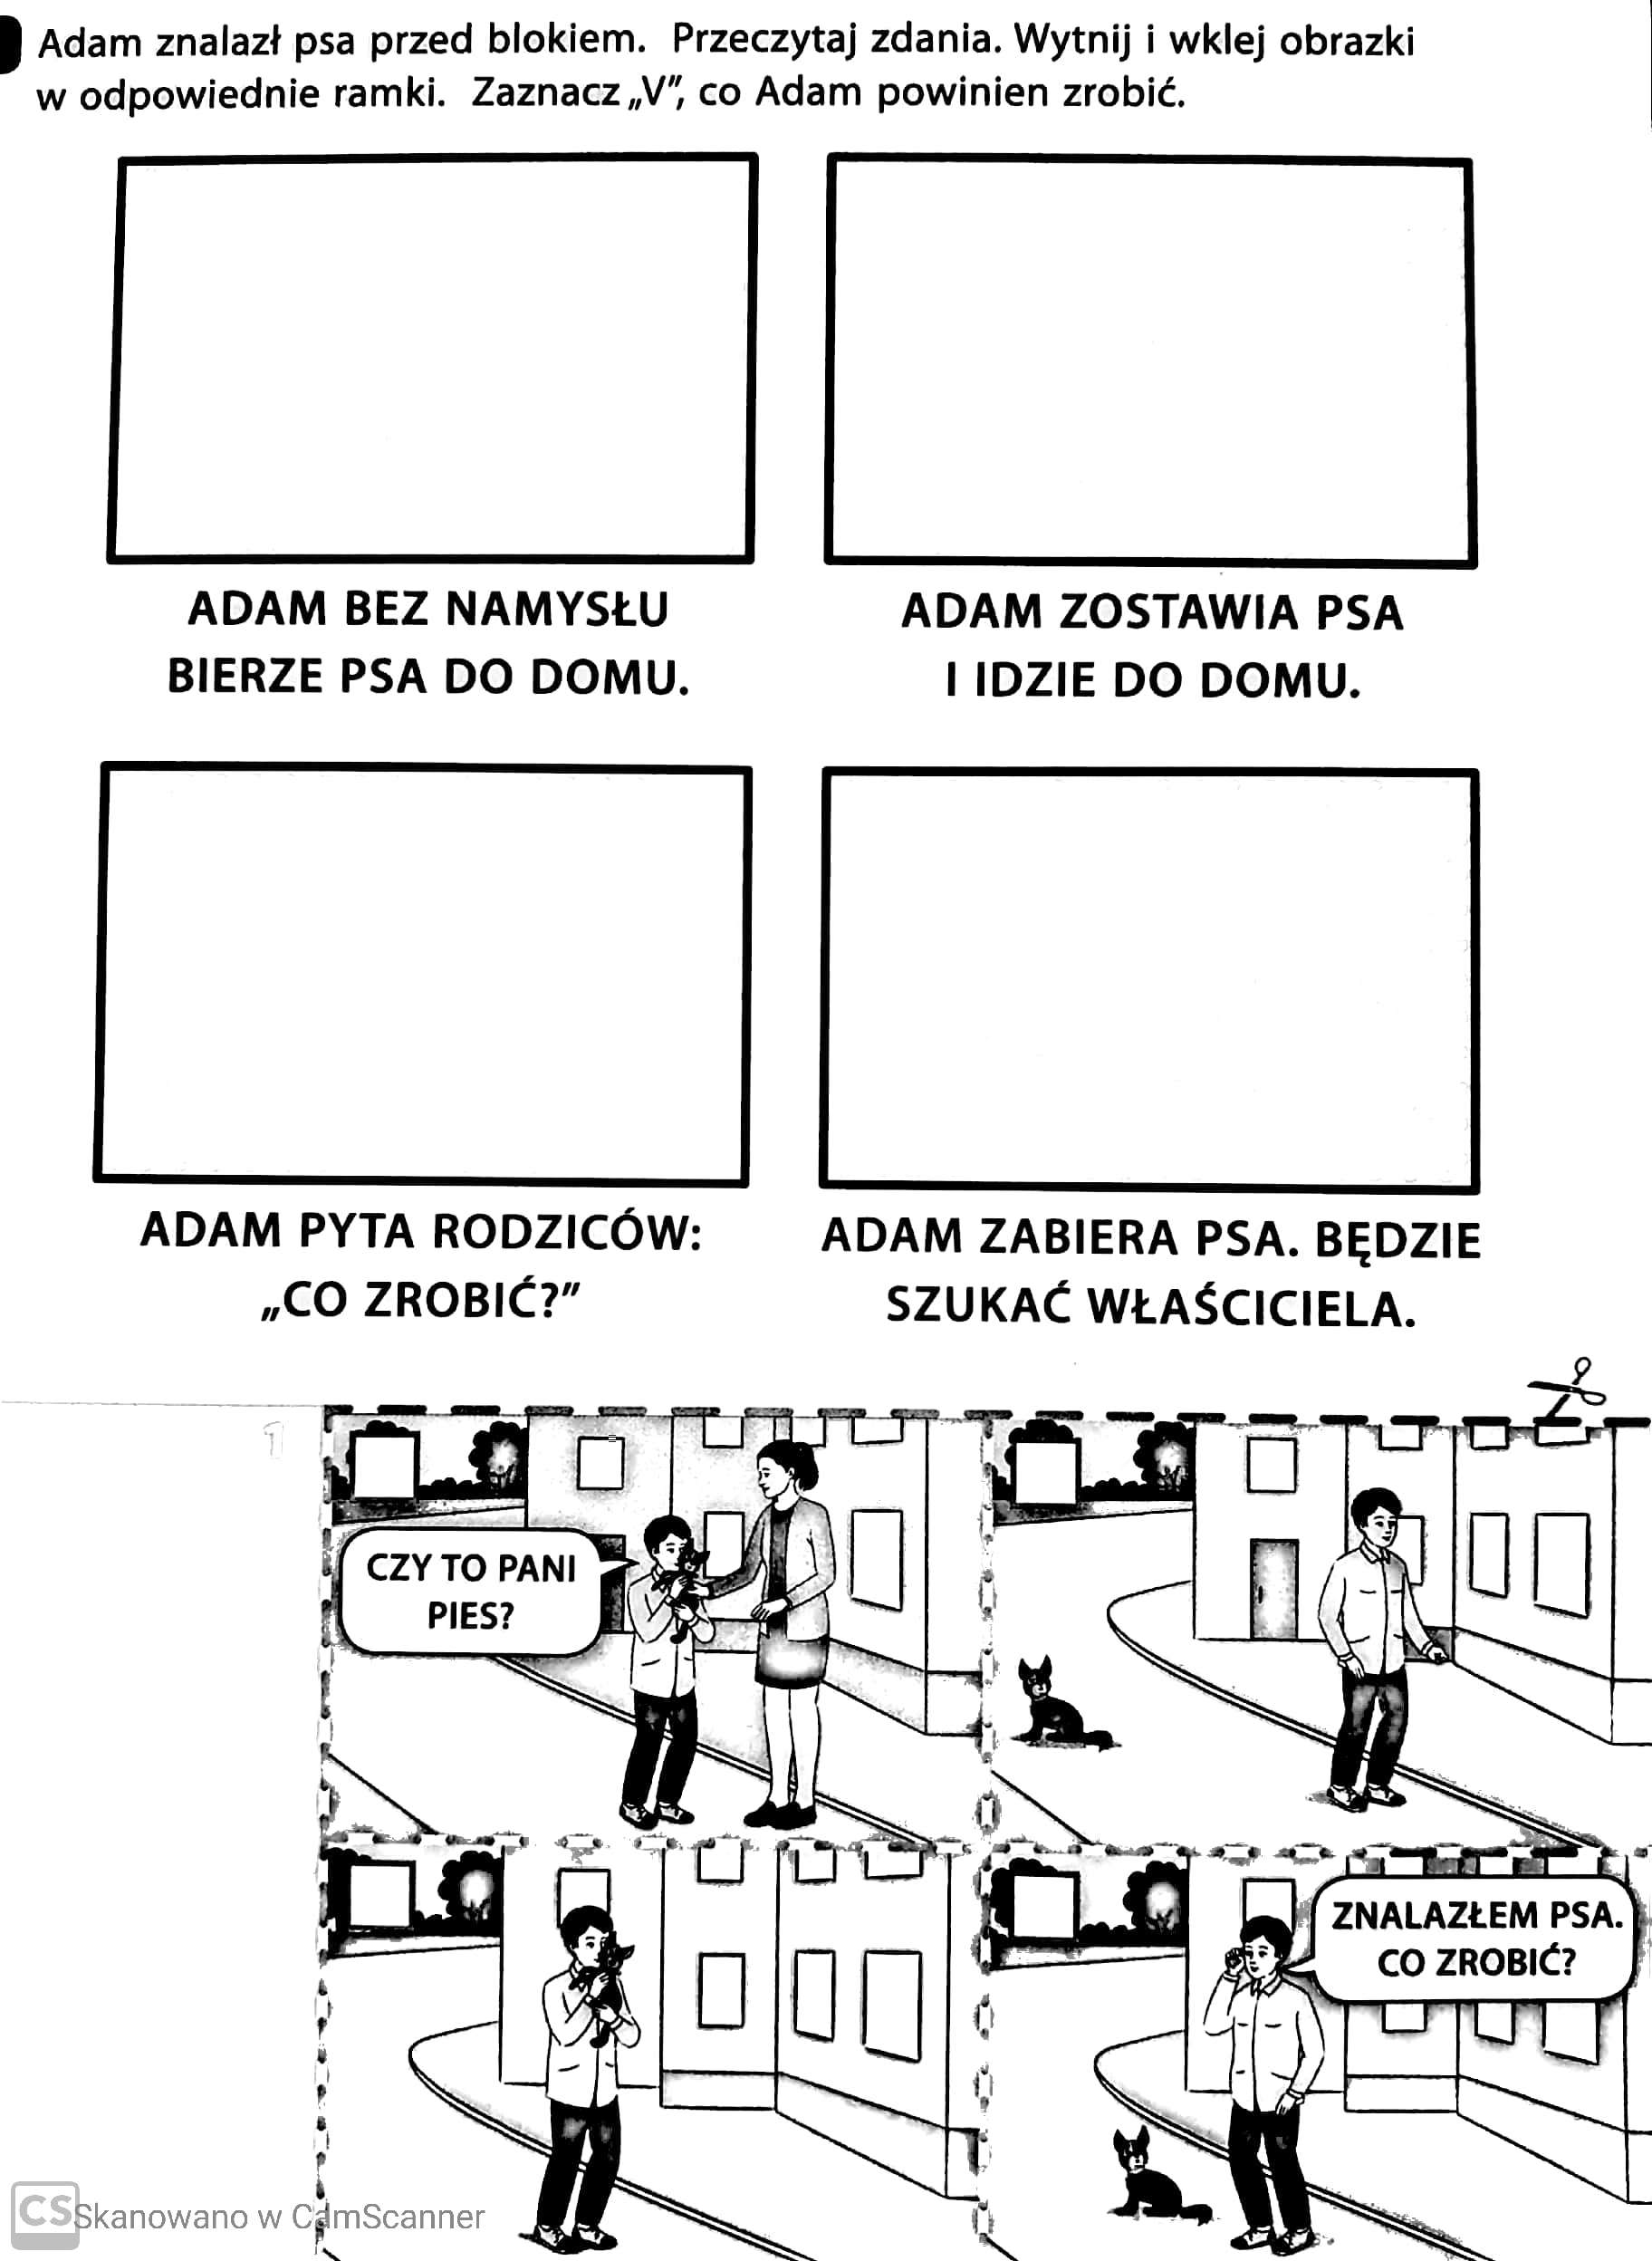 Adam znalazł psa przed blokiem. Przeczytaj zdania. Wytnij i wklej obrazki
w odpowiednie ramki. Zaznacz „V”, co Adam powinien zrobić.
ADAM BEZ NAMYSŁU
BIERZE PSA DO DOMU.
ADAM ZOSTAWIA PSA
I IDZIE DO DOMU.
ADAM PYTA RODZICÓW:
„CO ZROBIĆ?”
ADAM ZABIERA PSA. BĘDZIE
SZUKAĆ WŁAŚCICIELA.
1
CZY TO PANI
PIES?
ZNALAZŁEM PSA.
CO ZROBIĆ?
CS Skanowano w CamScanner